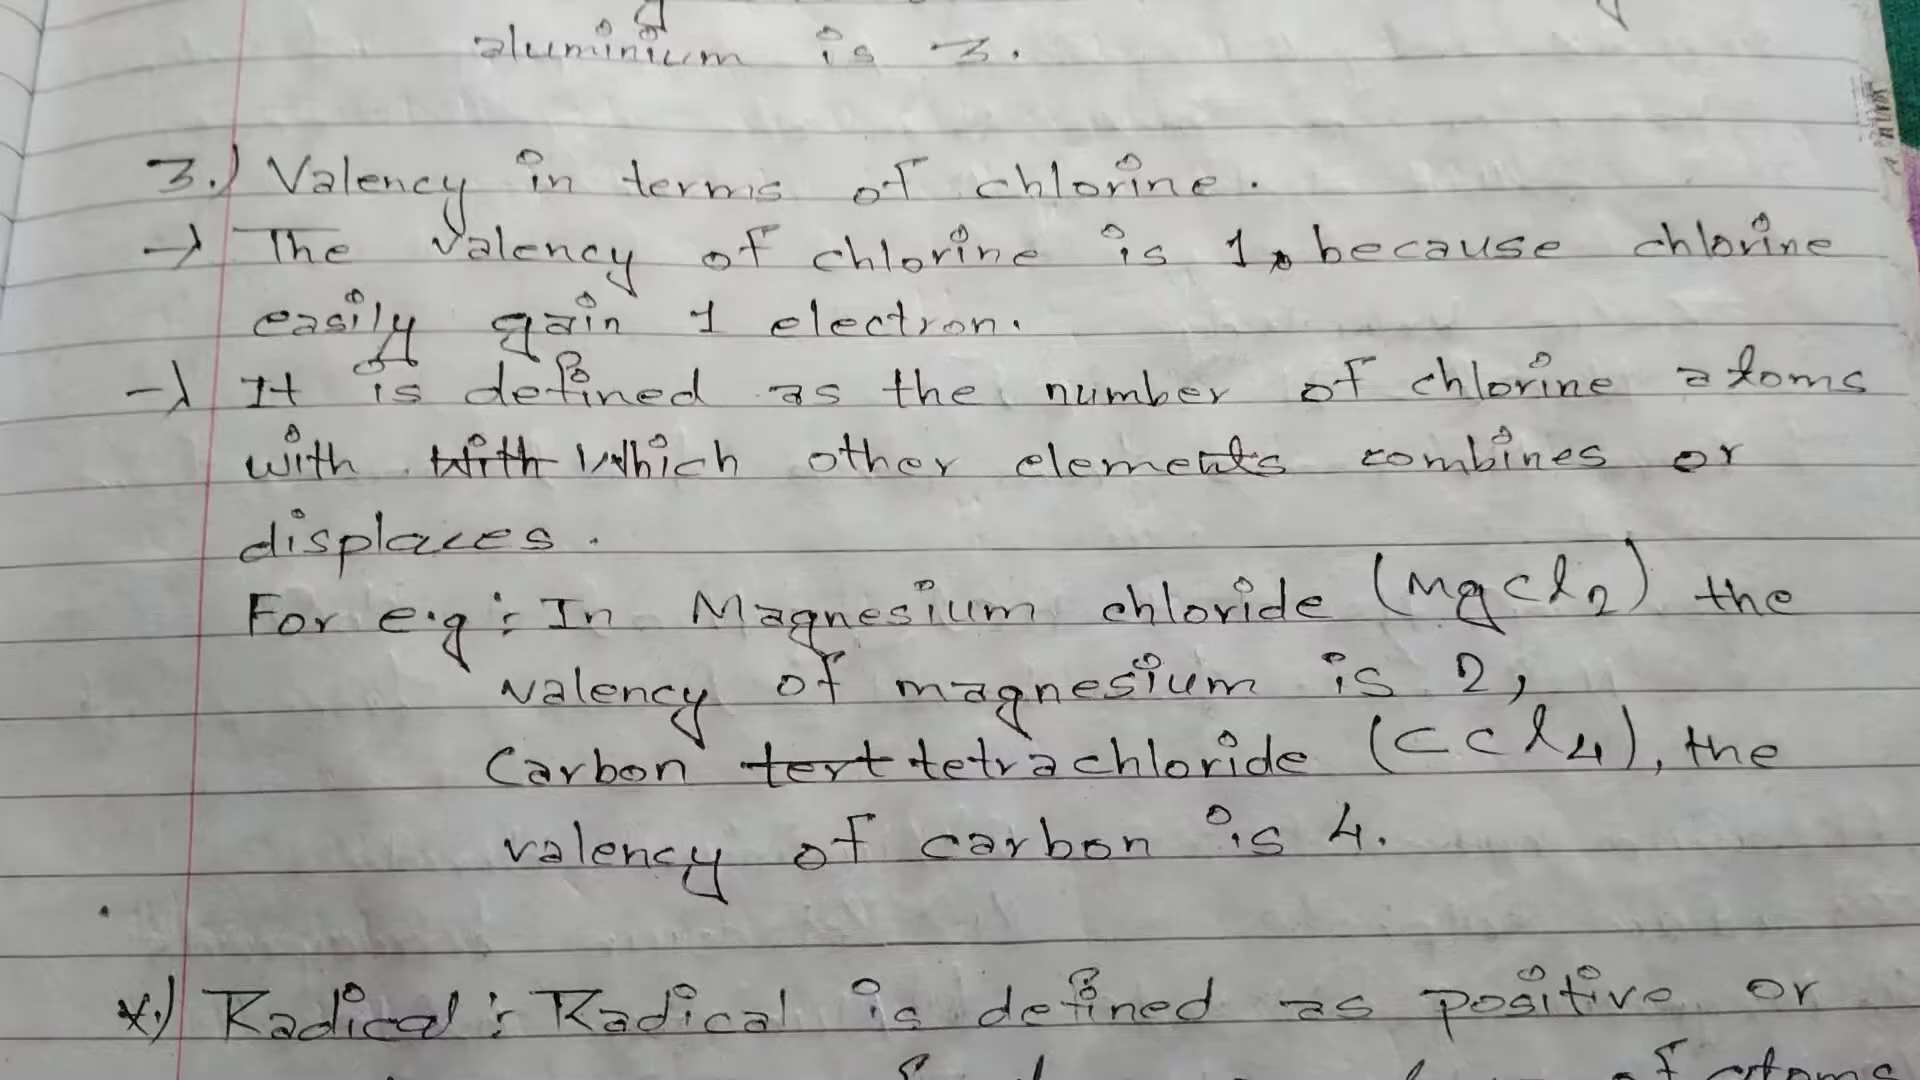 aluminium is 3.
3.) Valency in terms of chlorine.
→ The valency of chlorine is 1, because chlorine
easily gain 1 electron.
→ It is defined as the number of chlorine atoms
with with which other elements combines or
displaces.
For e.g : In Magnesium chloride (Mgcl2) the
valency of magnesium is 2,
Carbon tert tetrachloride (ccl4), the
valency of carbon is 4.
*.) Radical : Radical is defined as positive or
of atoms